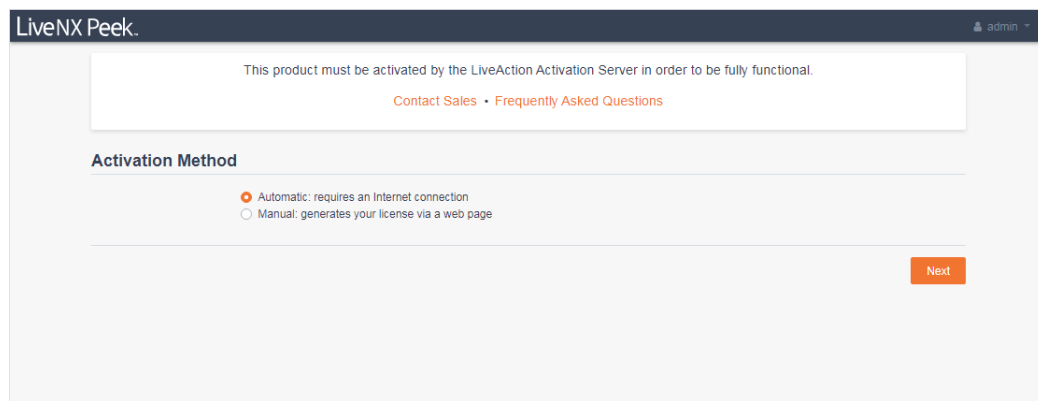 LiveNX Peek™
admin
This product must be activated by the LiveAction Activation Server in order to be fully functional.
Contact Sales • Frequently Asked Questions
Activation Method
Automatic: requires an Internet connection
Manual: generates your license via a web page
Next